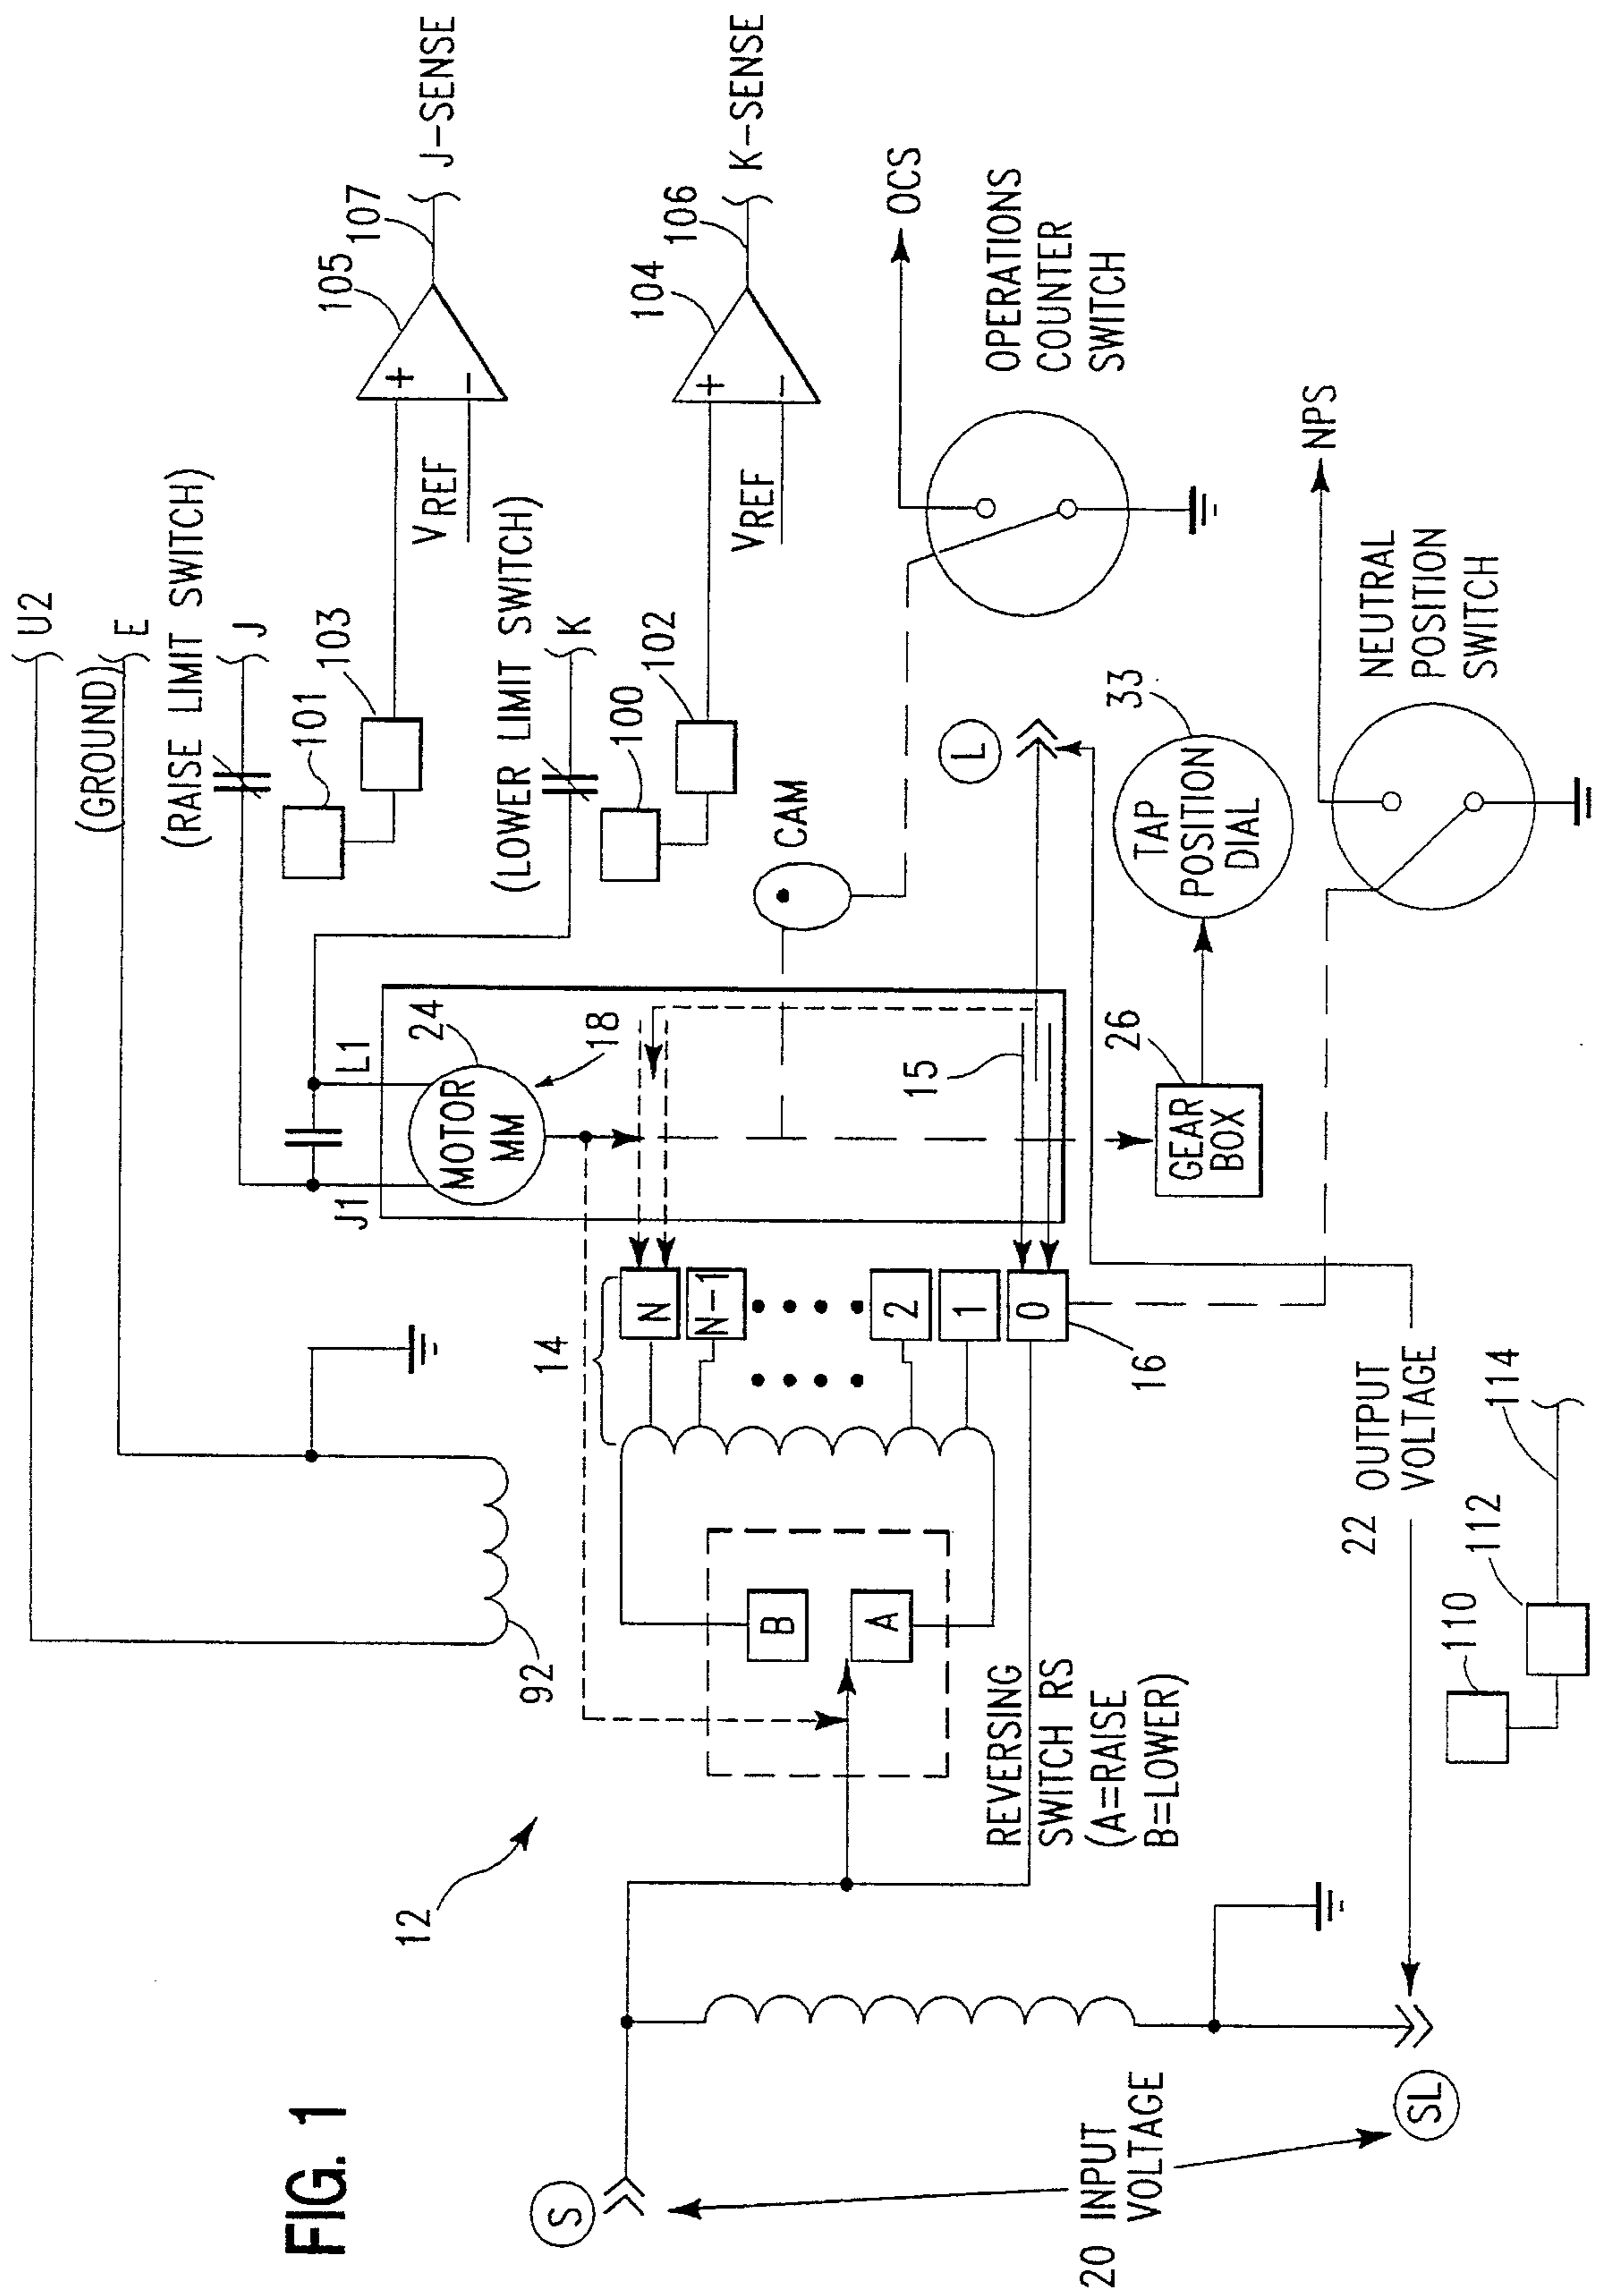 FIG. 1
U2
E
(GROUND)
J
(RAISE LIMIT SWITCH)
101
103
105
107
J-SENSE
VREF
+
-
K
(LOWER LIMIT SWITCH)
100
102
104
106
K-SENSE
VREF
+
-
L1
J1
MOTOR
MM
24
18
CAM
OCS
OPERATIONS
COUNTER
SWITCH
L
15
26
GEAR
BOX
TAP
POSITION
DIAL
33
NPS
NEUTRAL
POSITION
SWITCH
92
12
14
N
N-1
2
1
0
16
B
A
REVERSING
SWITCH RS
(A=RAISE
B=LOWER)
S
20 INPUT
VOLTAGE
SL
22 OUTPUT
VOLTAGE
110
112
114